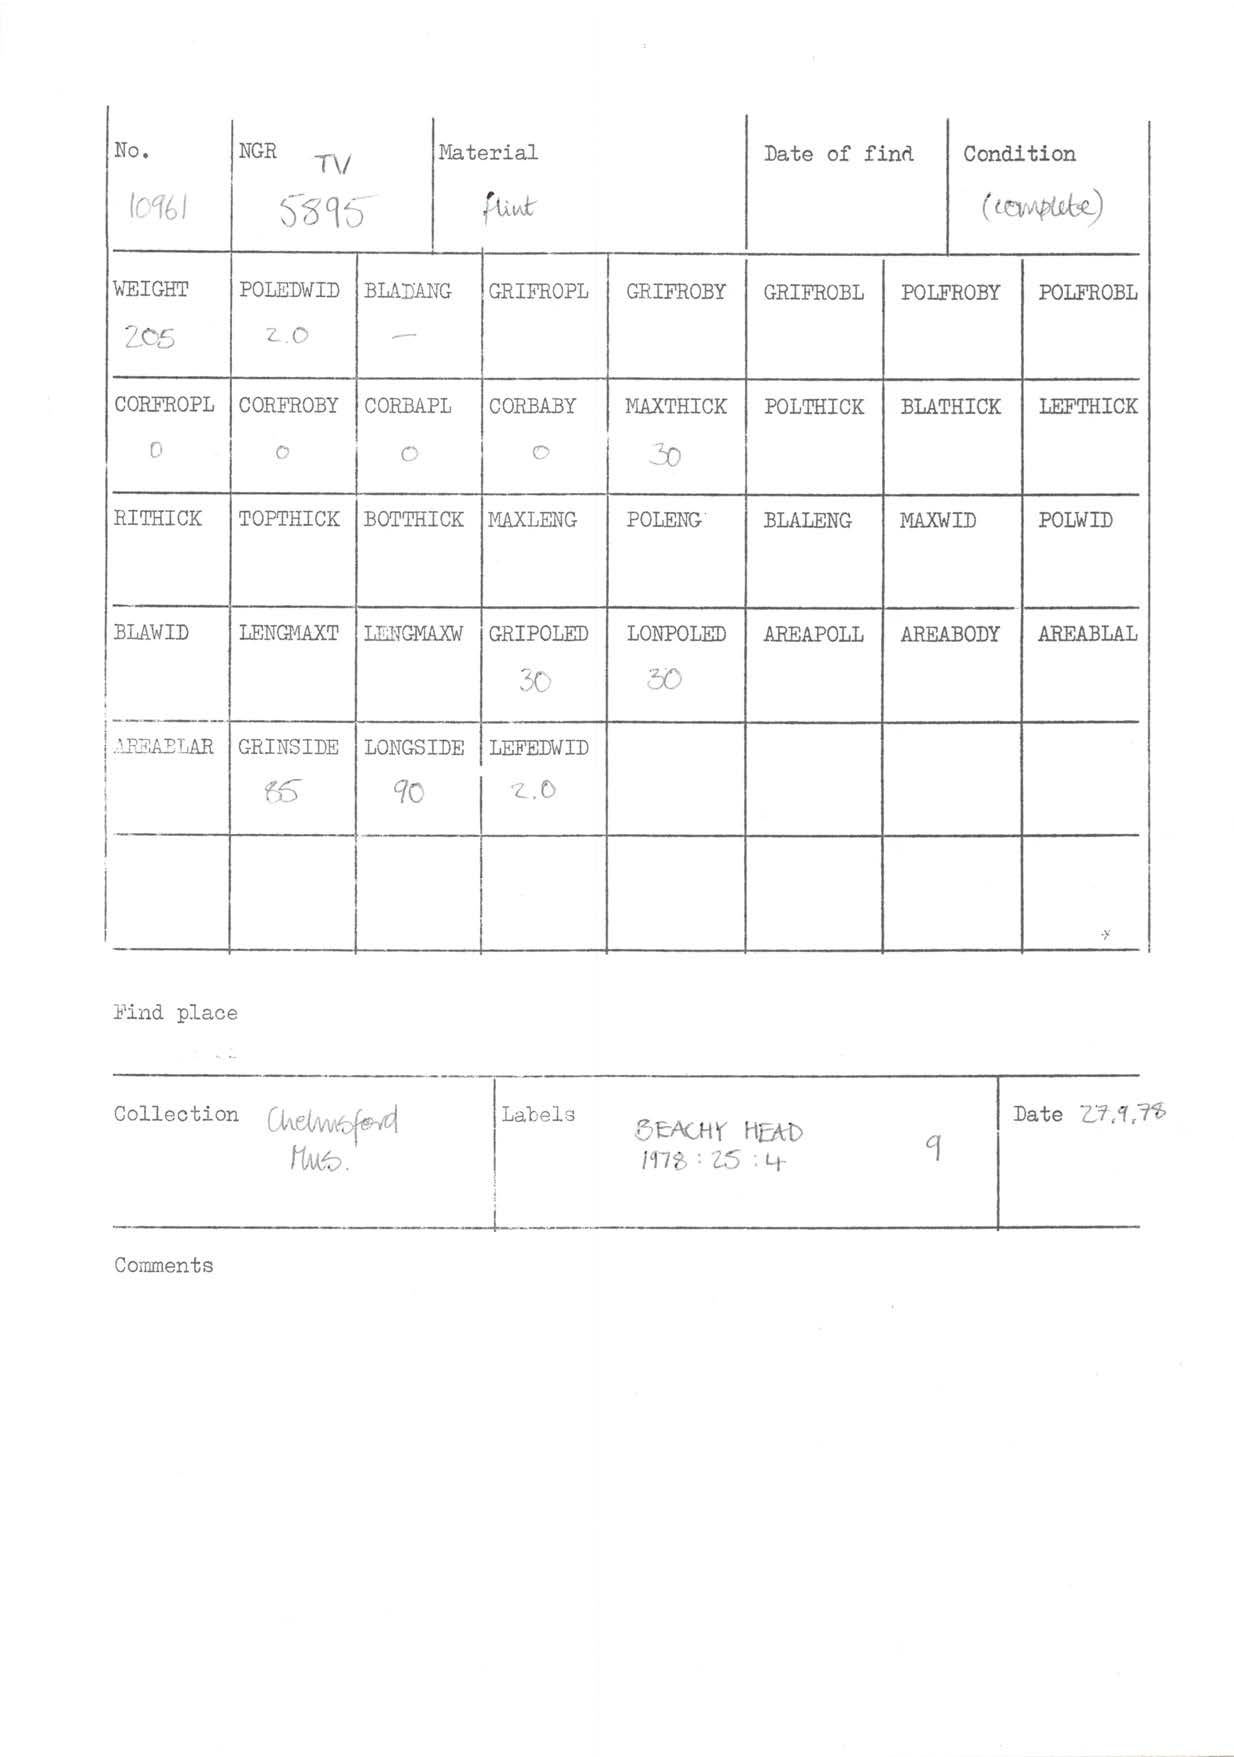 No. NGR TV Material Date of find Condition
10961 5895 flint (complete)
WEIGHT POLEDWID BLADANG GRIFROPL GRIFROBY GRIFROBL POLFROBY POLFROBL
205 2.0 —
CORFROPL CORFROBY CORBAPL CORBABY MAXTHICK POLTHICK BLATHICK LEFTHICK
0 0 0 0 30
RITHICK TOPTHICK BOTTHICK MAXLENG POLENG BLALENG MAXWID POLWID
BLAWID LENGMAXT LENGMAXW GRIPOLED LONPOLED AREAPOLL AREABODY AREABLAL
30 30
AREABLAR GRINSIDE LONGSIDE LEFEDWID
85 90 2.0
Find place
Collection Chelmsford Labels BEACHY HEAD 9 Date 27.9.78
Mus. 1978:25:4
Comments